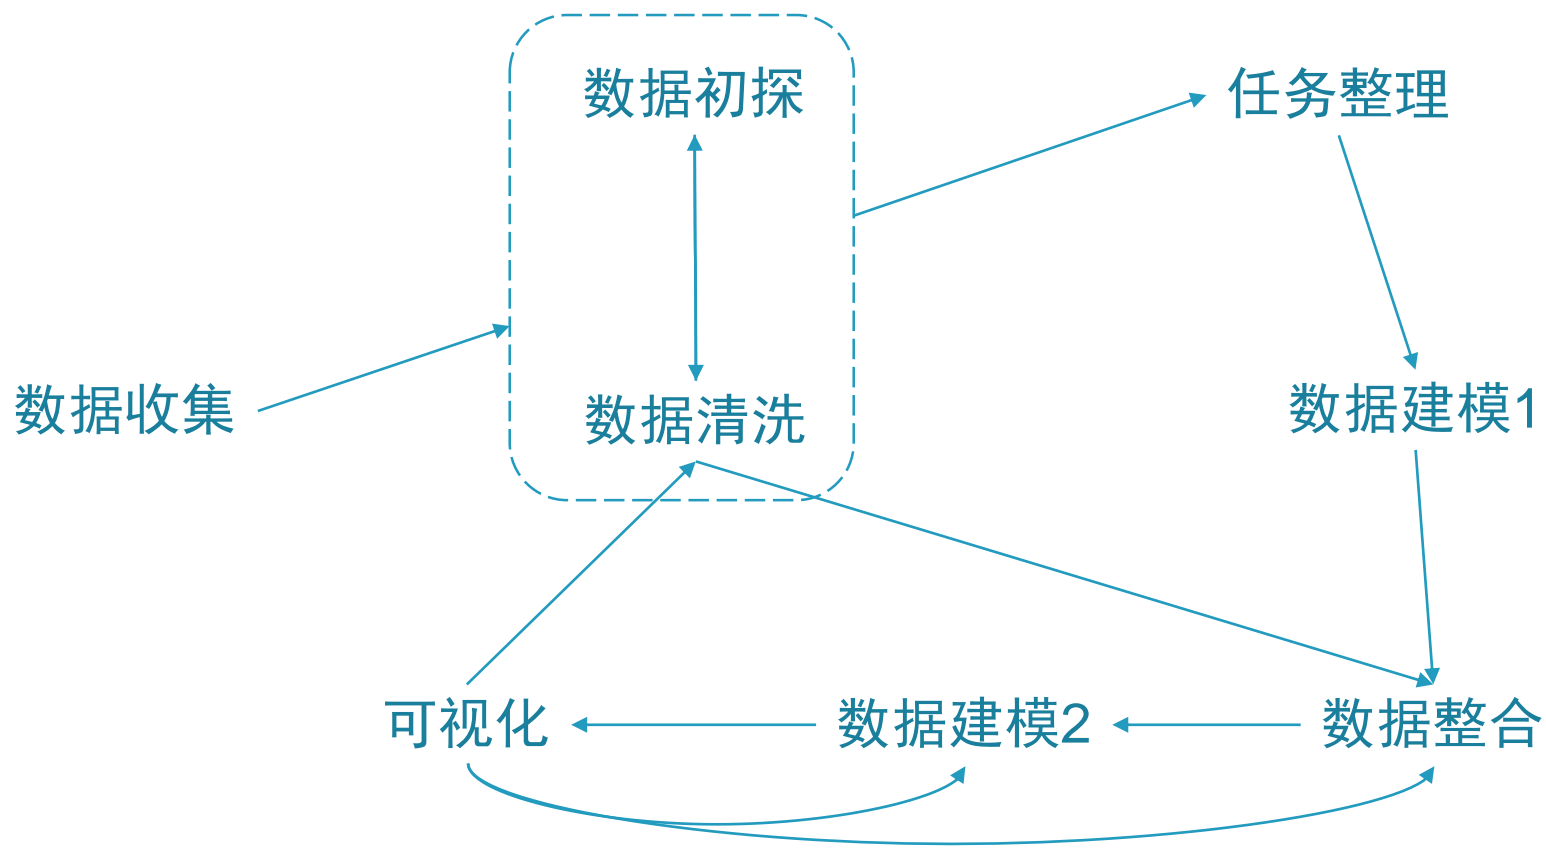 数据初探
任务整理
数据收集
数据清洗
数据建模1
可视化
数据建模2
数据整合